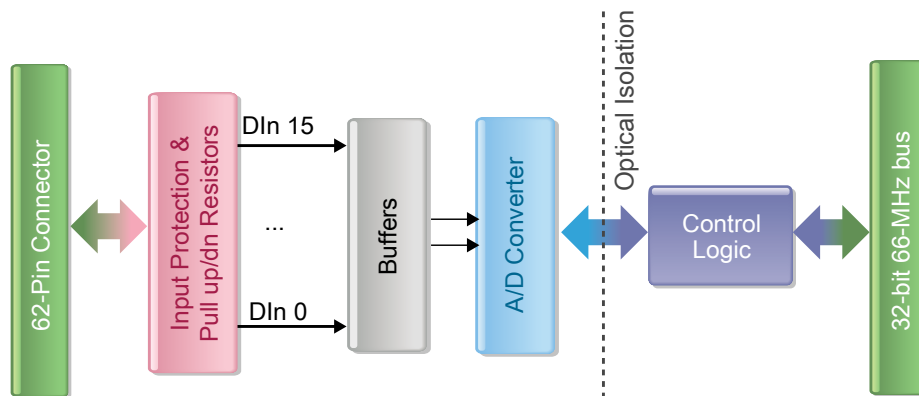 62-Pin Connector
Input Protection &
Pull up/dn Resistors
DIn 15
...
DIn 0
Buffers
A/D Converter
Optical Isolation
Control
Logic
32-bit 66-MHz bus